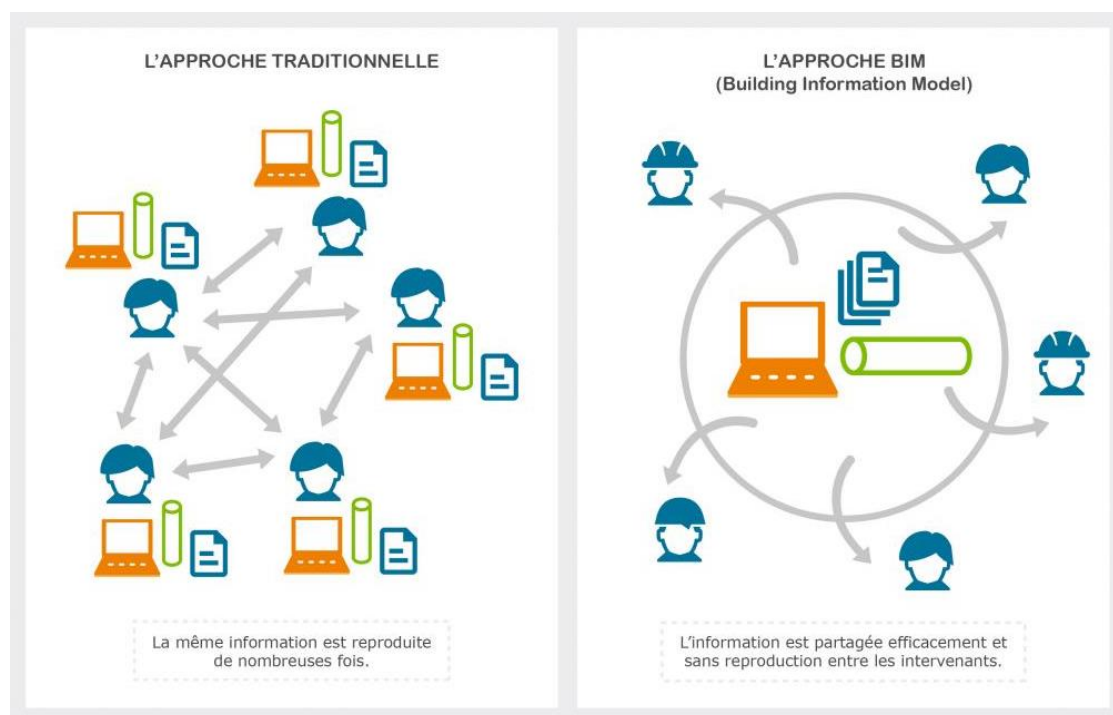 L'APPROCHE TRADITIONNELLE
La même information est reproduite
de nombreuses fois.
L'APPROCHE BIM
(Building Information Model)
L'information est partagée efficacement et
sans reproduction entre les intervenants.